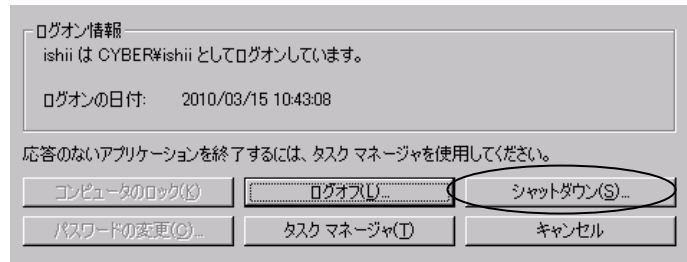 ログオン情報
ishii は CYBER¥ishii としてログオンしています。
ログオンの日付: 2010/03/15 10:43:08
応答のないアプリケーションを終了するには、タスク マネージャを使用してください。
コンピュータのロック(K) ログオフ(L)... シャットダウン(S)...
パスワードの変更(C)... タスク マネージャ(T) キャンセル